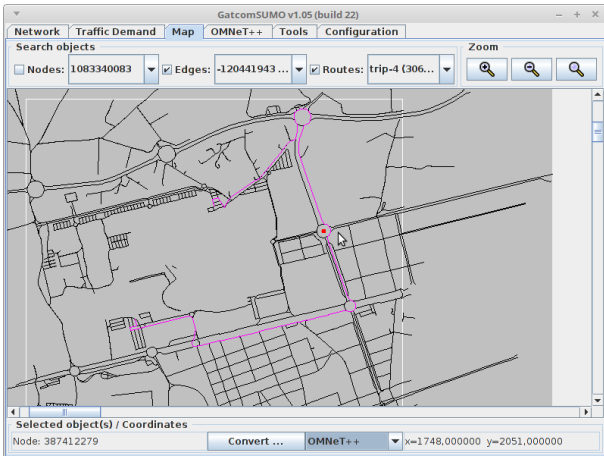 GatcomSUMO v1.05 (build 22)
Network Traffic Demand Map OMNeT++ Tools Configuration
Search objects Zoom
Nodes: 1083340083 Edges: -120441943 ... Routes: trip-4 (306...
Selected object(s) / Coordinates
Node: 387412279 Convert ... OMNeT++ x=1748,000000 y=2051,000000